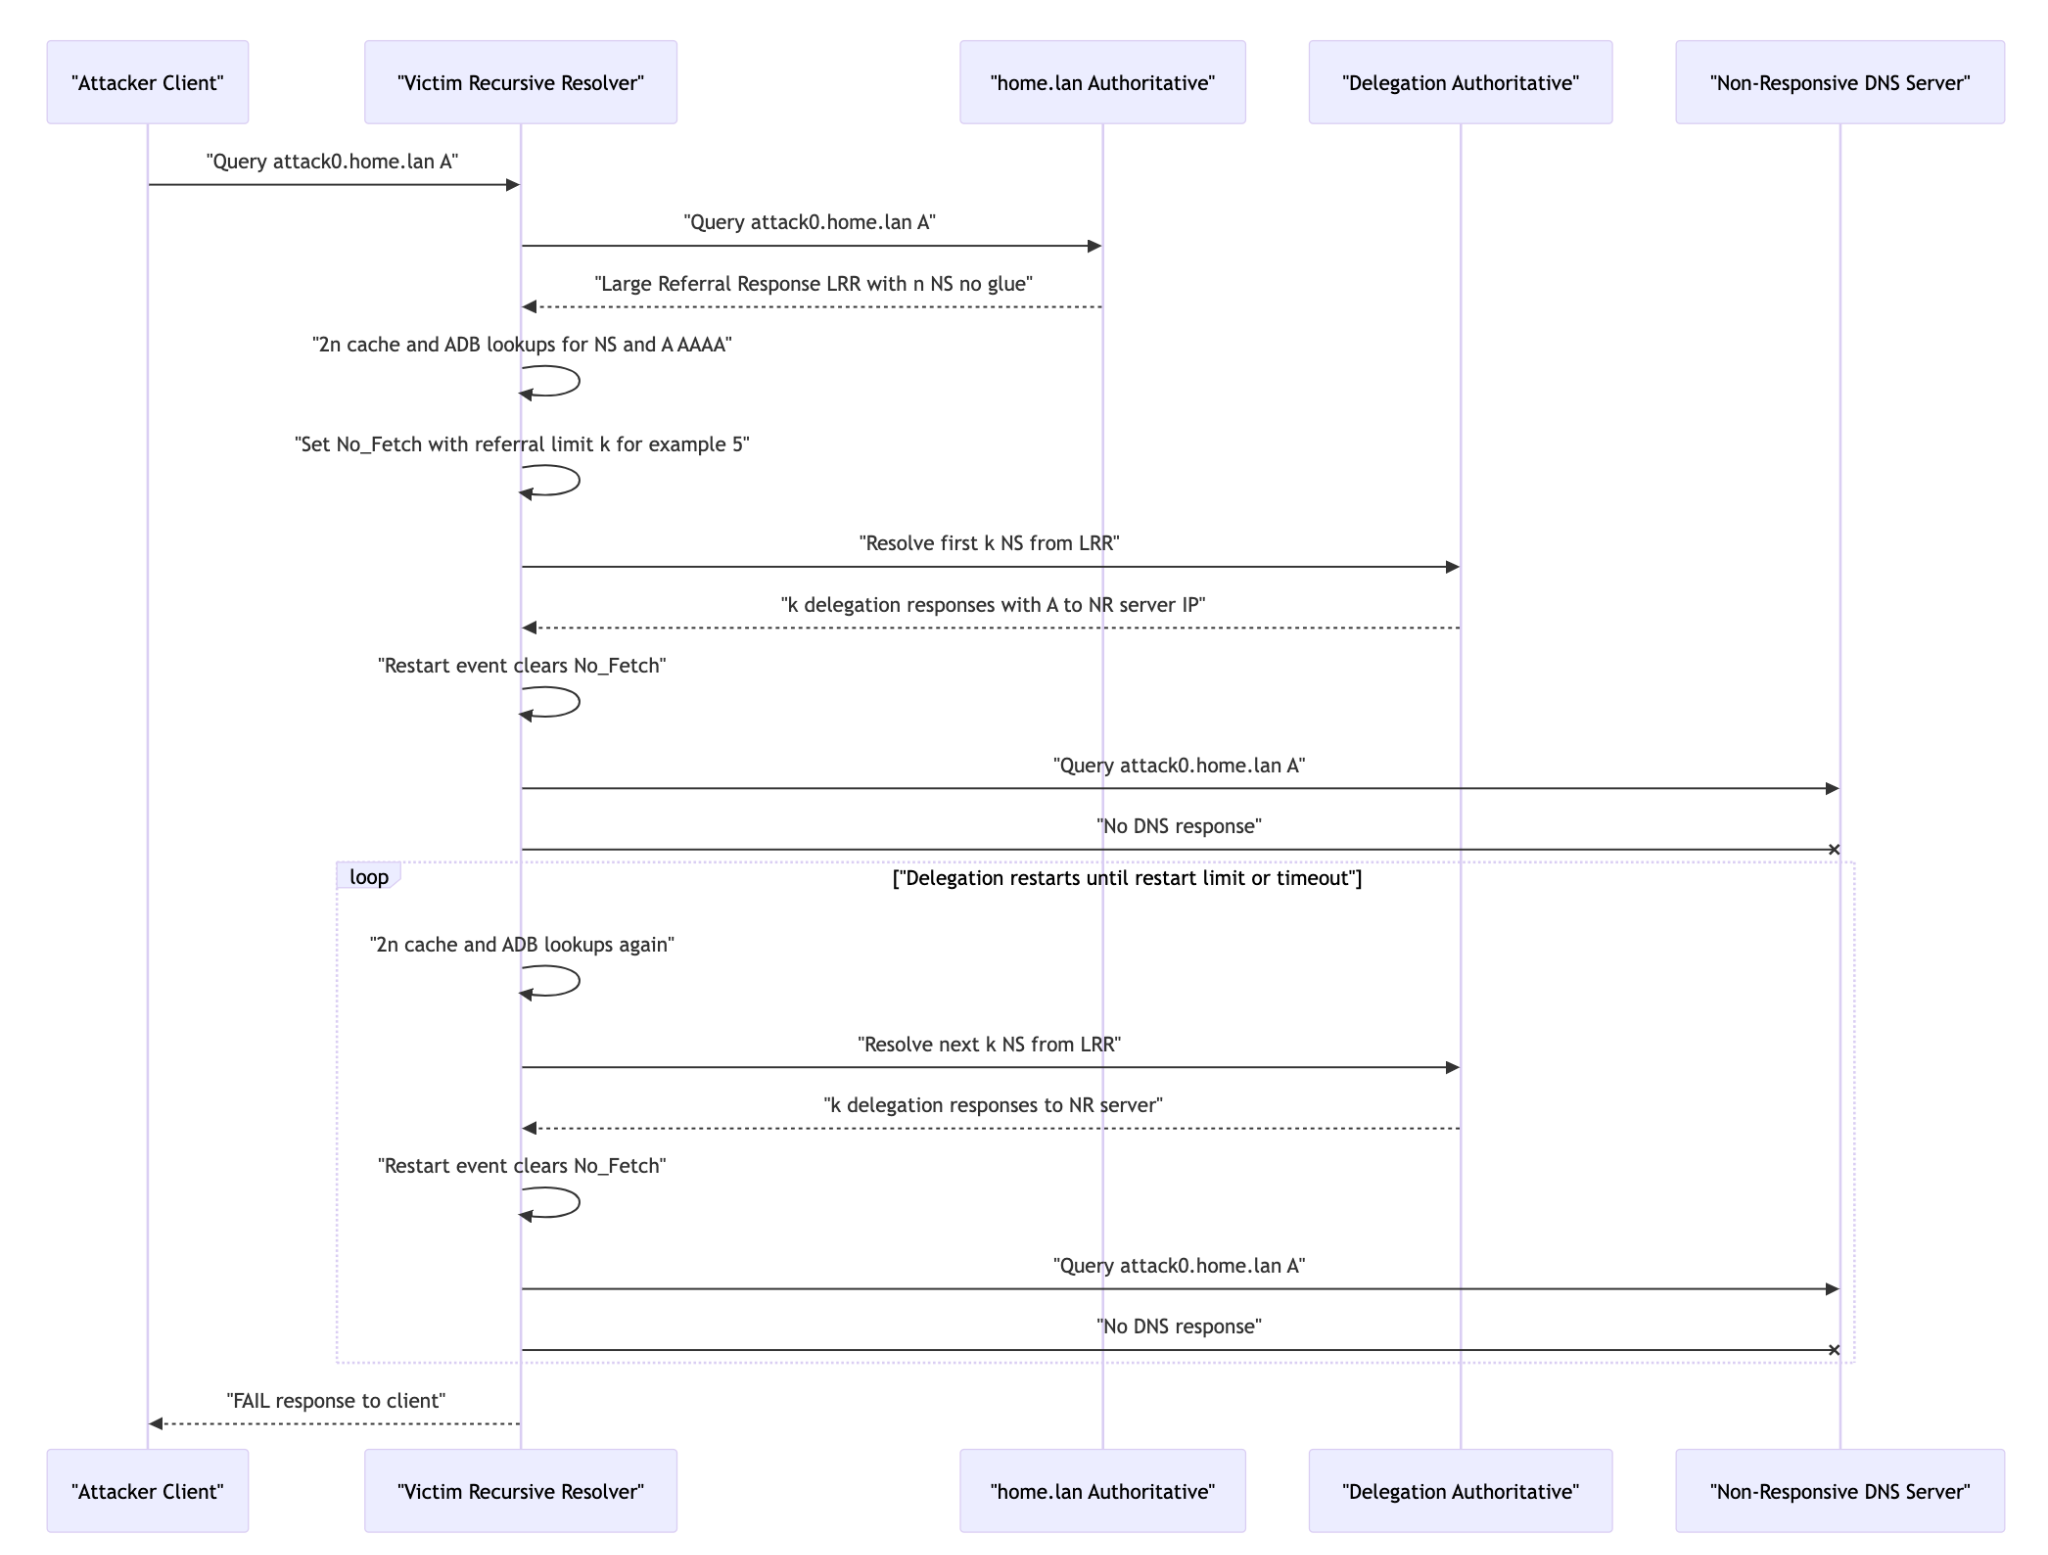 "Attacker Client"
"Victim Recursive Resolver"
"home.lan Authoritative"
"Delegation Authoritative"
"Non-Responsive DNS Server"
"Query attack0.home.lan A"
"Query attack0.home.lan A"
"Large Referral Response LRR with n NS no glue"
"2n cache and ADB lookups for NS and A AAAA"
"Set No_Fetch with referral limit k for example 5"
"Resolve first k NS from LRR"
"k delegation responses with A to NR server IP"
"Restart event clears No_Fetch"
"Query attack0.home.lan A"
"No DNS response"
loop
["Delegation restarts until restart limit or timeout"]
"2n cache and ADB lookups again"
"Resolve next k NS from LRR"
"k delegation responses to NR server"
"Restart event clears No_Fetch"
"Query attack0.home.lan A"
"No DNS response"
"FAIL response to client"
"Attacker Client"
"Victim Recursive Resolver"
"home.lan Authoritative"
"Delegation Authoritative"
"Non-Responsive DNS Server"